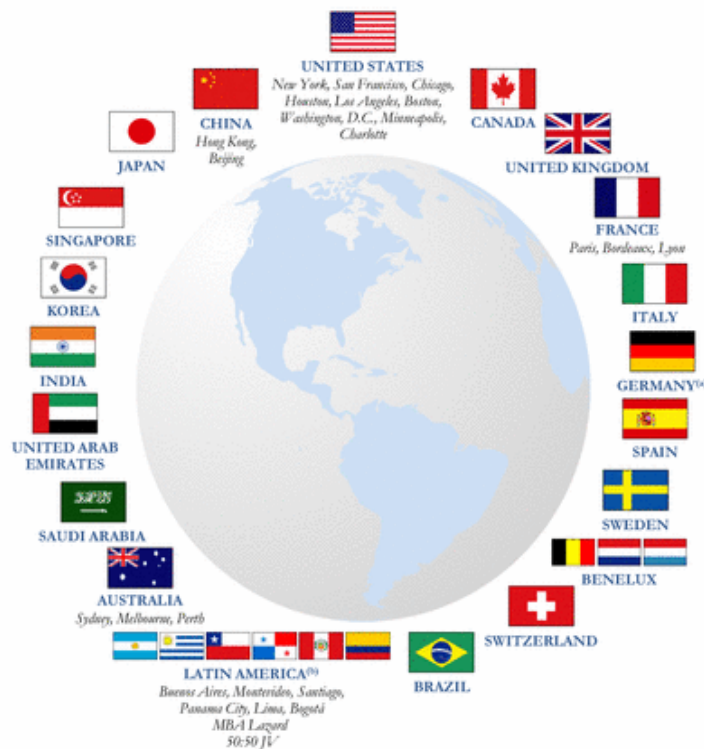 UNITED STATES
New York, San Francisco, Chicago,
Houston, Los Angeles, Boston,
Washington, D.C., Minneapolis,
Charlotte
CANADA
UNITED KINGDOM
FRANCE
Paris, Bordeaux, Lyon
ITALY
GERMANY(a)
SPAIN
SWEDEN
BENELUX
SWITZERLAND
BRAZIL
LATIN AMERICA(b)
Buenos Aires, Montevideo, Santiago,
Panama City, Lima, Bogotá
MBA Lazard
50:50 JV
AUSTRALIA
Sydney, Melbourne, Perth
SAUDI ARABIA
UNITED ARAB
EMIRATES
INDIA
KOREA
SINGAPORE
JAPAN
CHINA
Hong Kong,
Beijing